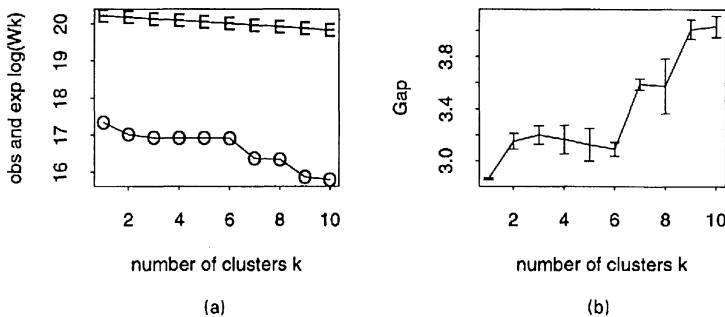 obs and exp log(Wk)
20
19
18
17
16
E E E E E E E E E E
O O O O O O O O O O
2 4 6 8 10
number of clusters k
(a)
Gap
3.8
3.4
3.0
2 4 6 8 10
number of clusters k
(b)